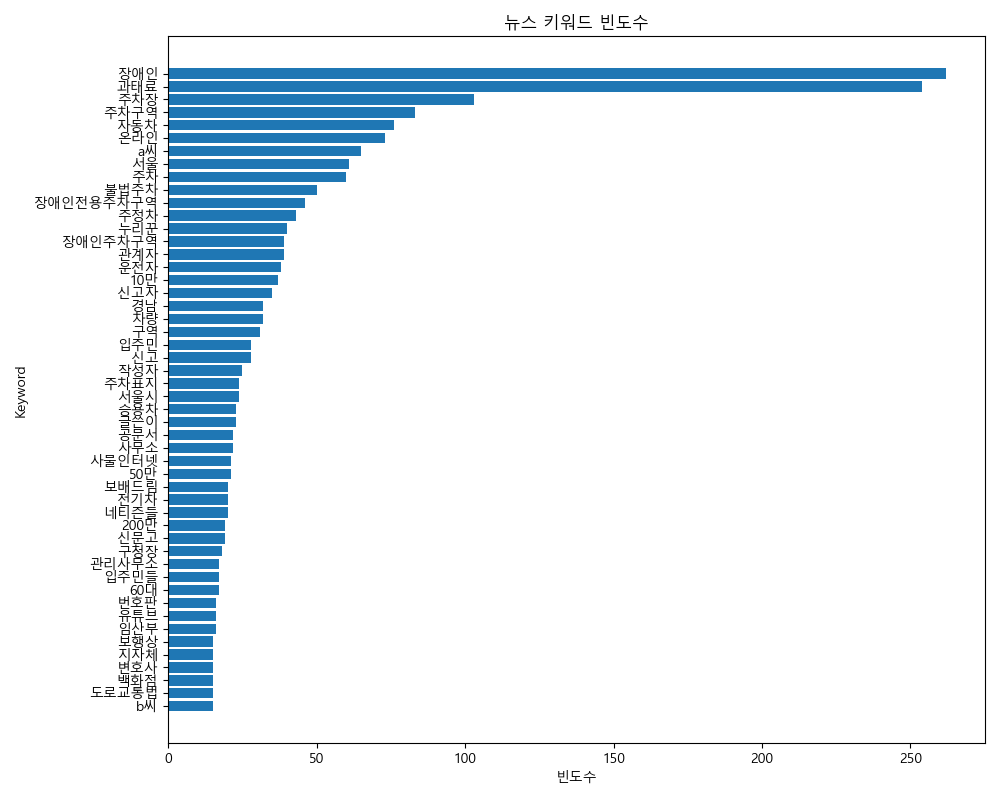 뉴스 키워드 빈도수
장애인
과태료
주차장
주차구역
자동차
온라인
a씨
서울
주차
불법주차
장애인전용주차구역
주정차
누리꾼
장애인주차구역
관계자
운전자
10만
신고자
경남
차량
구역
입주민
신고
작성자
주차표지
서울시
승용차
글쓴이
공문서
사무소
사물인터넷
50만
보배드림
전기차
네티즌들
200만
신문고
구청장
관리사무소
입주민들
60대
번호판
유튜브
임산부
보행상
지자체
변호사
백화점
도로교통법
b씨
Keyword
0 50 100 150 200 250
빈도수